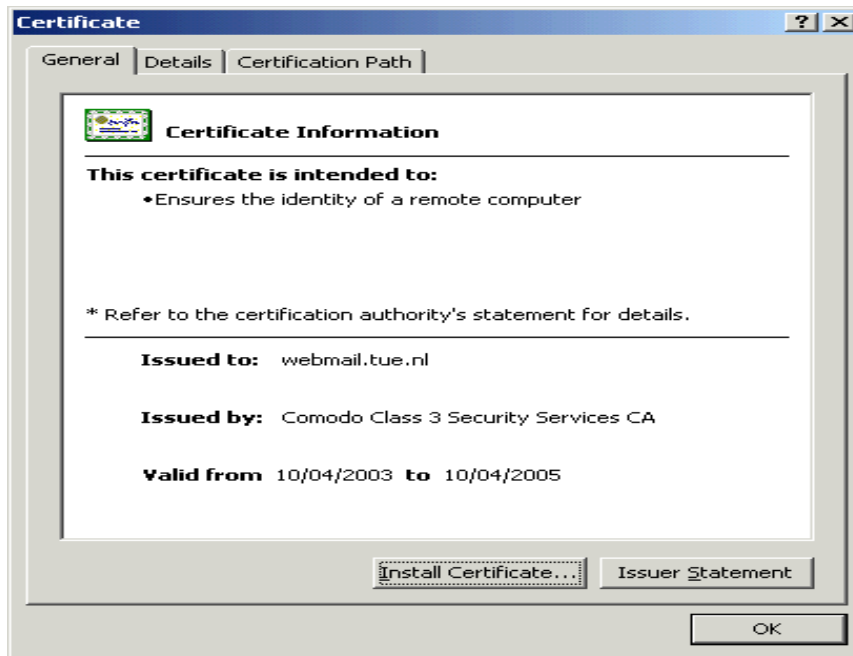 Certificate
General Details Certification Path
Certificate Information
This certificate is intended to:
•Ensures the identity of a remote computer
* Refer to the certification authority's statement for details.
Issued to: webmail.tue.nl
Issued by: Comodo Class 3 Security Services CA
Valid from 10/04/2003 to 10/04/2005
Install Certificate... Issuer Statement
OK